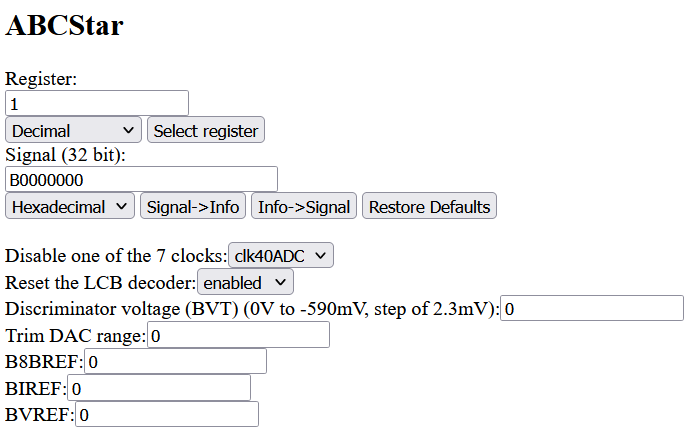 ABCStar
Register:
1
Decimal Select register
Signal (32 bit):
B0000000
Hexadecimal Signal->Info Info->Signal Restore Defaults
Disable one of the 7 clocks: clk40ADC
Reset the LCB decoder: enabled
Discriminator voltage (BVT) (0V to -590mV, step of 2.3mV): 0
Trim DAC range: 0
B8BREF: 0
BIREF: 0
BVREF: 0